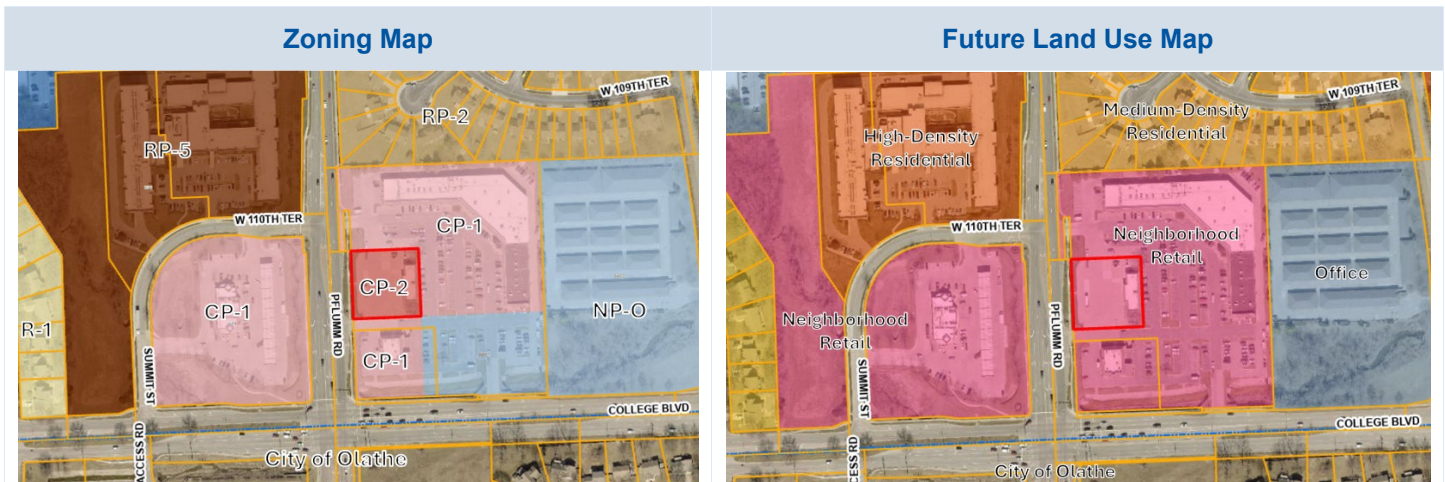 Zoning Map
W 109TH TER
RP-2
RP-5
W 110TH TER
CP-1
CP-2
CP-1
NP-O
R-1
CP-1
PFLUMM RD
SUMMIT ST
COLLEGE BLVD
ACCESS RD
City of Olathe
Future Land Use Map
W 109TH TER
Medium-Density
Residential
High-Density
Residential
W 110TH TER
Neighborhood
Retail
Office
Neighborhood
Retail
PFLUMM RD
SUMMIT ST
COLLEGE BLVD
CESS RD
City of Olathe